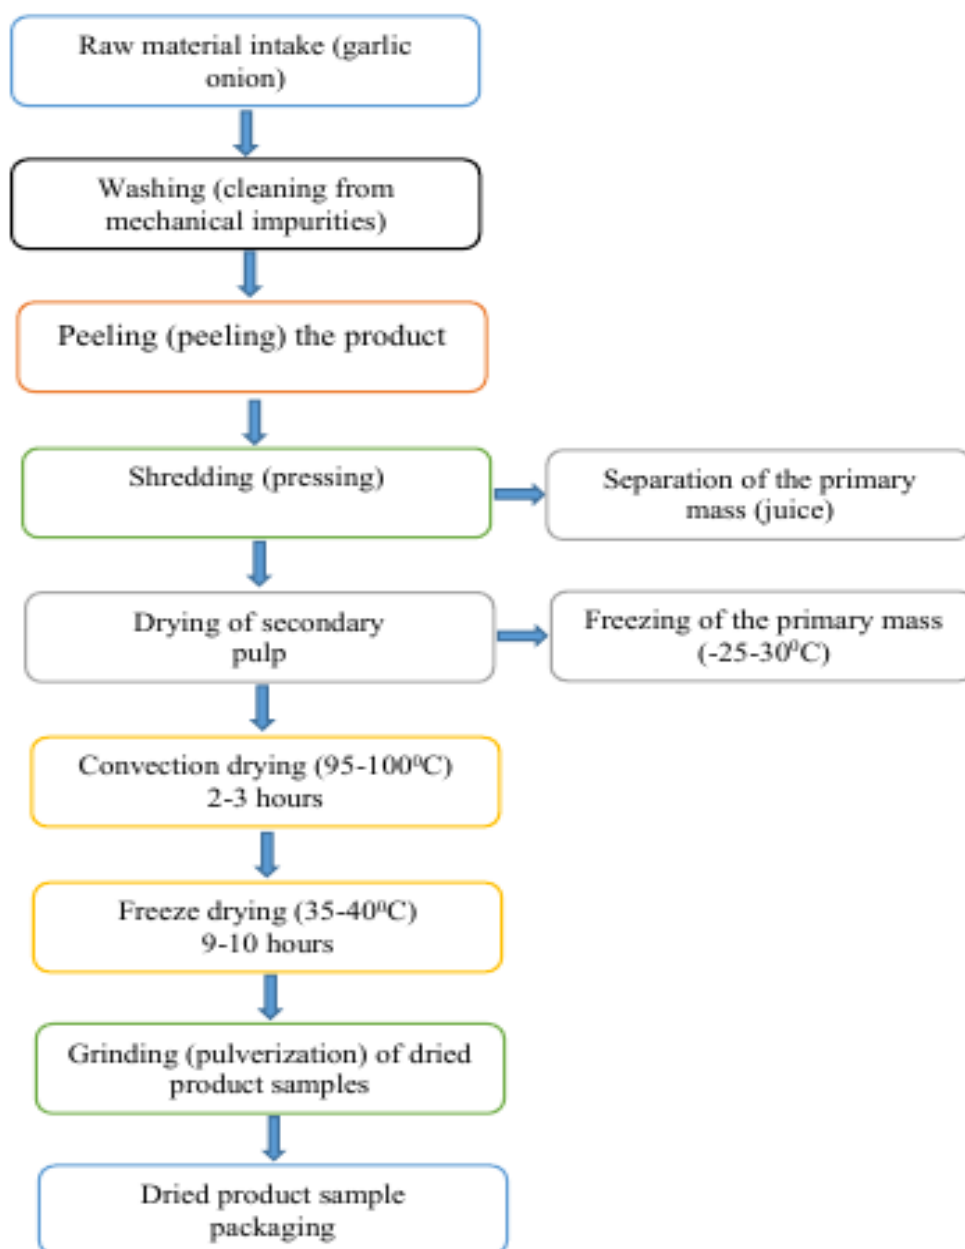 Raw material intake (garlic
onion)
Washing (cleaning from
mechanical impurities)
Peeling (peeling) the product
Shredding (pressing)
Separation of the primary
mass (juice)
Drying of secondary
pulp
Freezing of the primary mass
(-25-30⁰C)
Convection drying (95-100⁰C)
2-3 hours
Freeze drying (35-40⁰C)
9-10 hours
Grinding (pulverization) of dried
product samples
Dried product sample
packaging